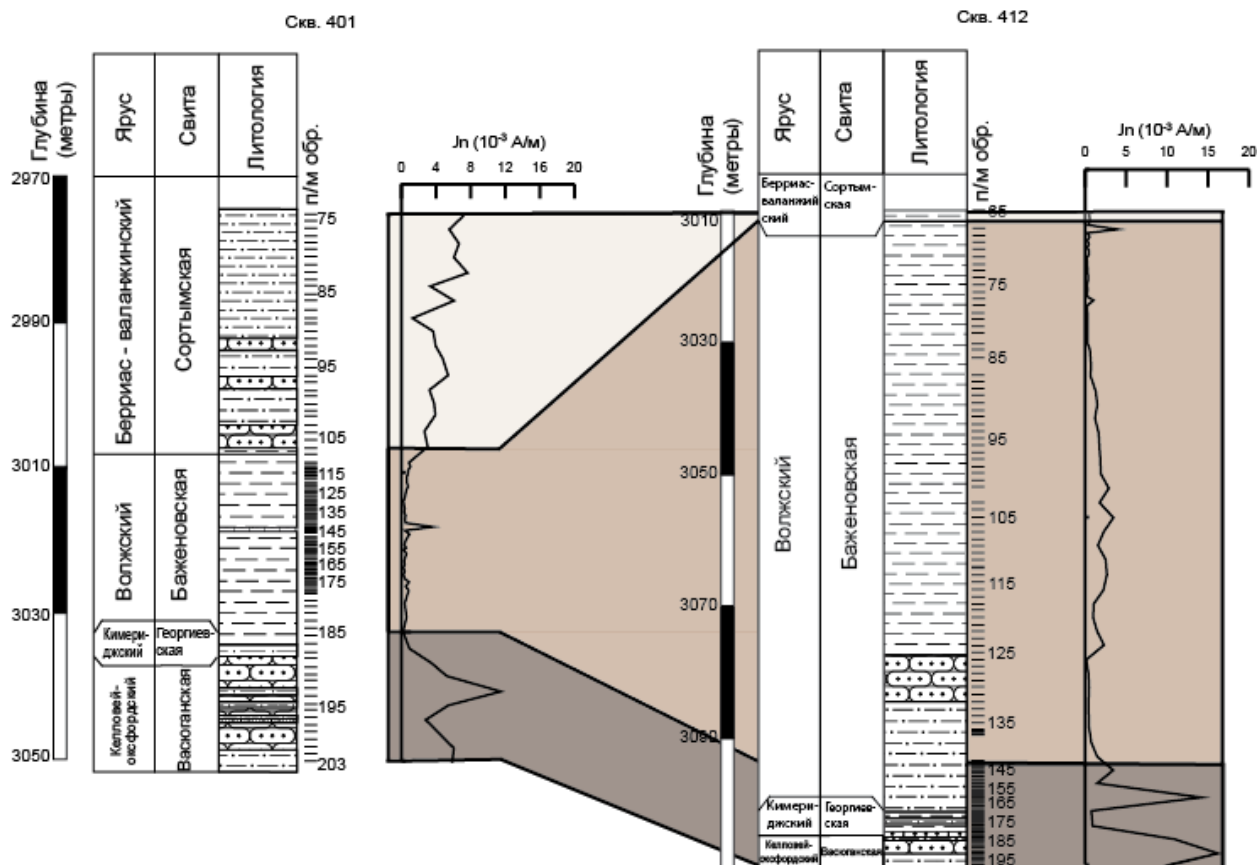 Скв. 401
Глубина
(метры)
Ярус
Свита
Литология
п/м обр.
Jn (10⁻³ А/м)
0 4 8 12 20
2970
2990
3010
3030
3050
Берриас - валанжинский
Сортымская
Волжский
Баженовская
Кимери-
джский
Георгиев-
ская
Келловей-
оксфордский
Васюганская
75
85
95
105
115
125
135
145
155
165
175
185
195
203
Скв. 412
Глубина
(метры)
Ярус
Свита
Литология
п/м обр.
Jn (10⁻³ А/м)
0 5 10 15 20
3010
3030
3050
3070
3090
Берриас-
валанжин
ский
Сортым-
ская
Волжский
Баженовская
Кимери-
джский
Георгиев-
ская
Келловей-
оксфордский
Васюганская
75
85
95
105
115
125
135
145
155
165
175
185
195